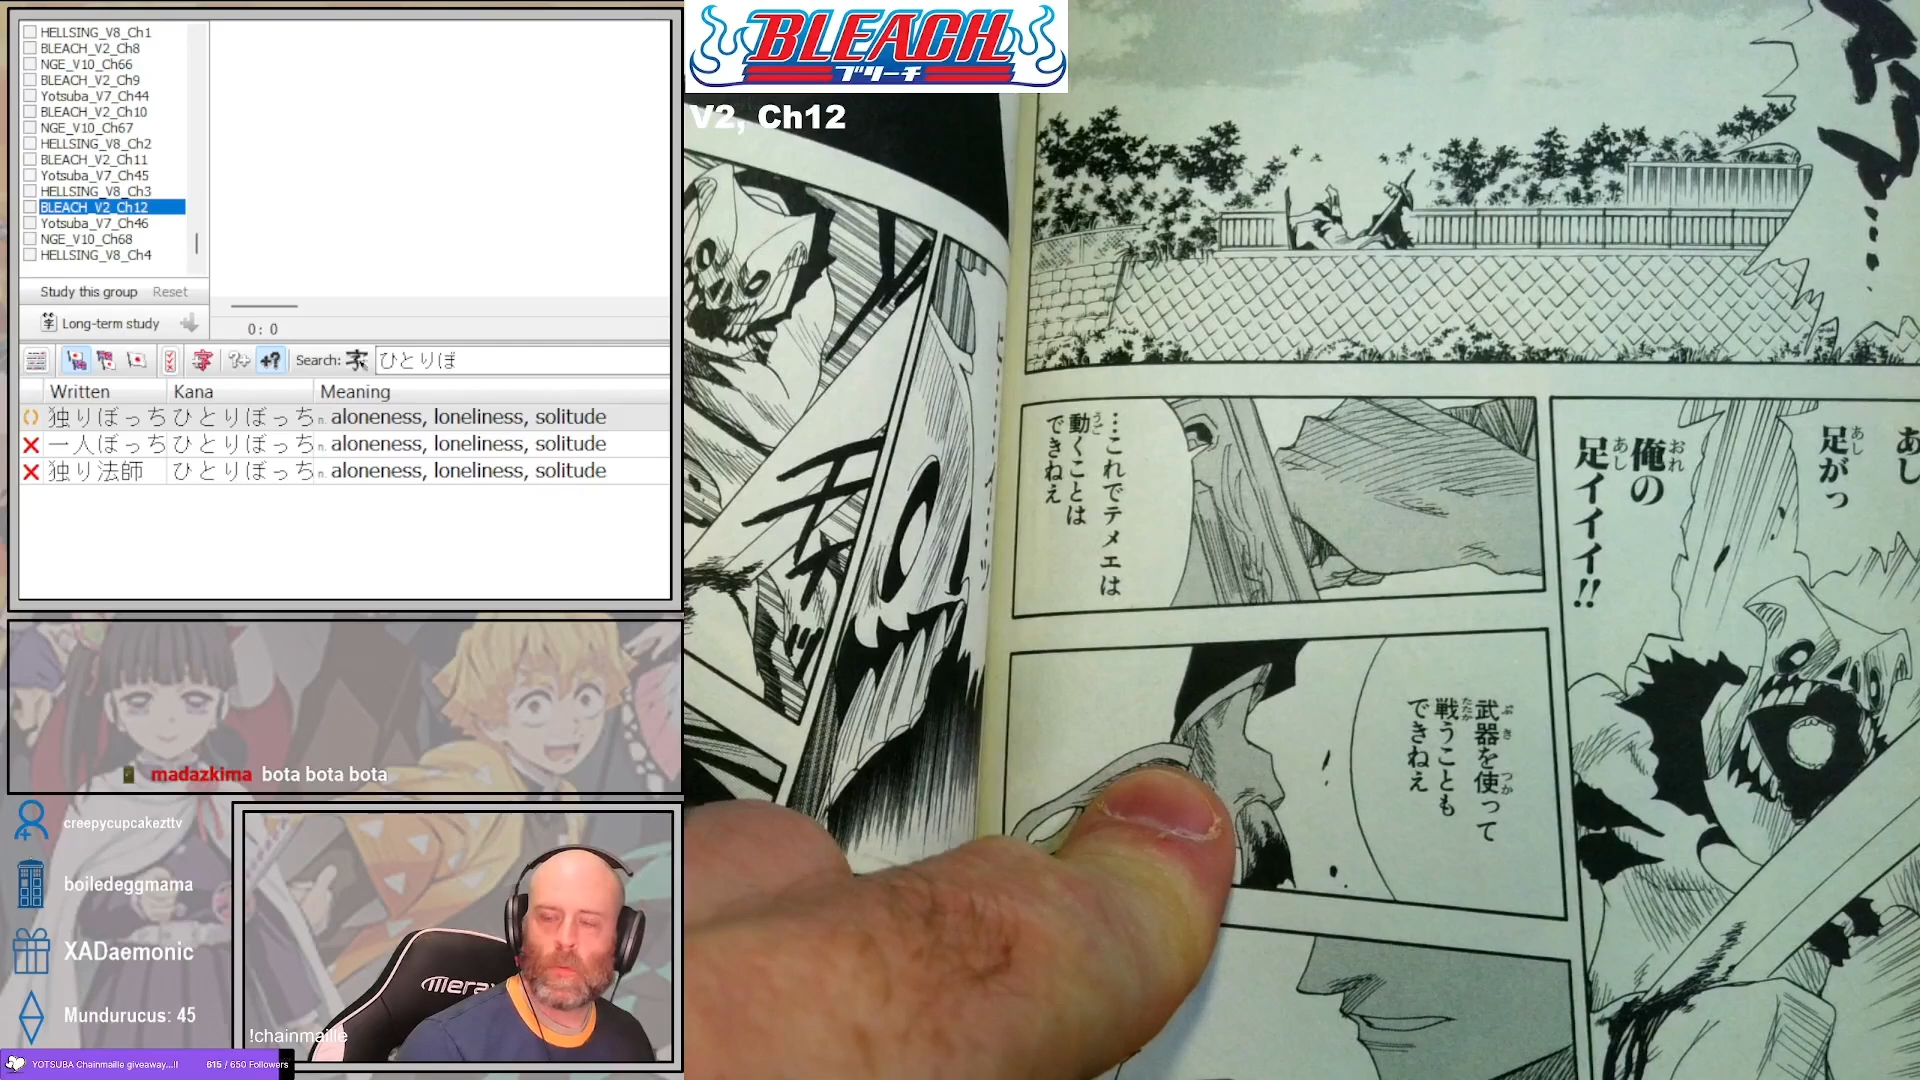 HELLSING_V8_Ch1
BLEACH_V2_Ch8
NGE_V10_Ch66
BLEACH_V2_Ch9
Yotsuba_V7_Ch44
BLEACH_V2_Ch10
NGE_V10_Ch67
HELLSING_V8_Ch2
BLEACH_V2_Ch11
Yotsuba_V7_Ch45
HELLSING_V8_Ch3
BLEACH_V2_Ch12
Yotsuba_V7_Ch46
NGE_V10_Ch68
HELLSING_V8_Ch4
Study this group Reset
Long-term study
0: 0
Search: ひとりぼ
Written Kana Meaning
独りぼっち ひとりぼっち n. aloneness, loneliness, solitude
一人ぼっち ひとりぼっち n. aloneness, loneliness, solitude
独り法師 ひとりぼっち n. aloneness, loneliness, solitude
madazkima bota bota bota
creepycupcakezttv
boiledeggmama
XADaemonic
Mundurucus: 45
!chainmaille
YOTSUBA Chainmaille giveaway...!! 615 / 650 Followers
BLEACH
ブリーチ
V2, Ch12
あし
足がっ
俺の
足イイイ!!
…これでテメエは
動くことは
できねえ
武器を使って
戦うことも
できねえ